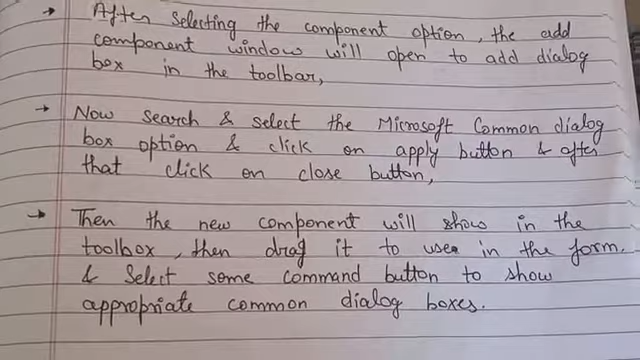 → After selecting the component option, the add
component window will open to add dialog
box in the toolbar,
→ Now search & select the Microsoft Common dialog
box option & click on apply button & after
that click on close button,
→ Then the new component will show in the
toolbox, then drag it to use in the form.
& Select some command button to show
appropriate common dialog boxes.